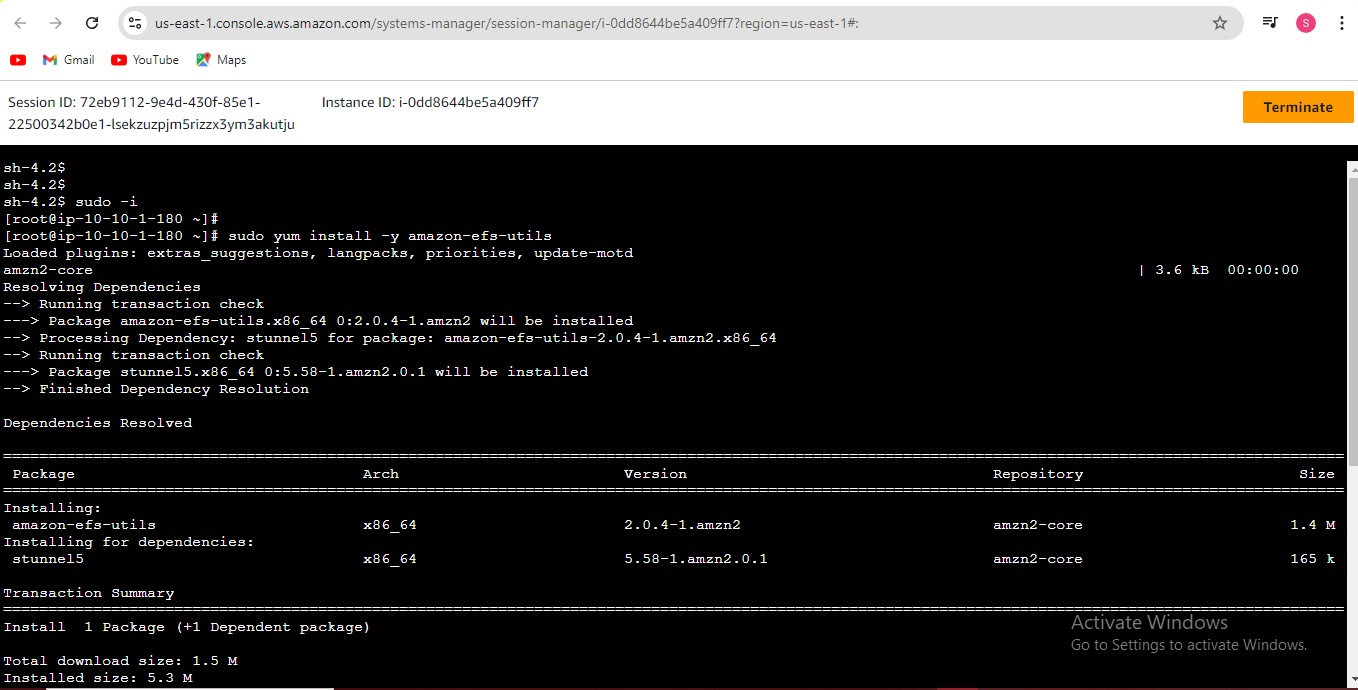 us-east-1.console.aws.amazon.com/systems-manager/session-manager/i-0dd8644be5a409ff7?region=us-east-1#:
S
Gmail
YouTube
Maps
Session ID: 72eb9112-9e4d-430f-85e1-
22500342b0e1-lsekzuzpjm5rizzx3ym3akutju
Instance ID: i-0dd8644be5a409ff7
Terminate
sh-4.2$
sh-4.2$
sh-4.2$ sudo -i
[root@ip-10-10-1-180 ~]#
[root@ip-10-10-1-180 ~]# sudo yum install -y amazon-efs-utils
Loaded plugins: extras_suggestions, langpacks, priorities, update-motd
amzn2-core | 3.6 kB 00:00:00
Resolving Dependencies
--> Running transaction check
---> Package amazon-efs-utils.x86_64 0:2.0.4-1.amzn2 will be installed
--> Processing Dependency: stunnel5 for package: amazon-efs-utils-2.0.4-1.amzn2.x86_64
--> Running transaction check
---> Package stunnel5.x86_64 0:5.58-1.amzn2.0.1 will be installed
--> Finished Dependency Resolution
Dependencies Resolved
Package Arch Version Repository Size
Installing:
amazon-efs-utils x86_64 2.0.4-1.amzn2 amzn2-core 1.4 M
Installing for dependencies:
stunnel5 x86_64 5.58-1.amzn2.0.1 amzn2-core 165 k
Transaction Summary
Install 1 Package (+1 Dependent package)
Total download size: 1.5 M
Installed size: 5.3 M
Activate Windows
Go to Settings to activate Windows.